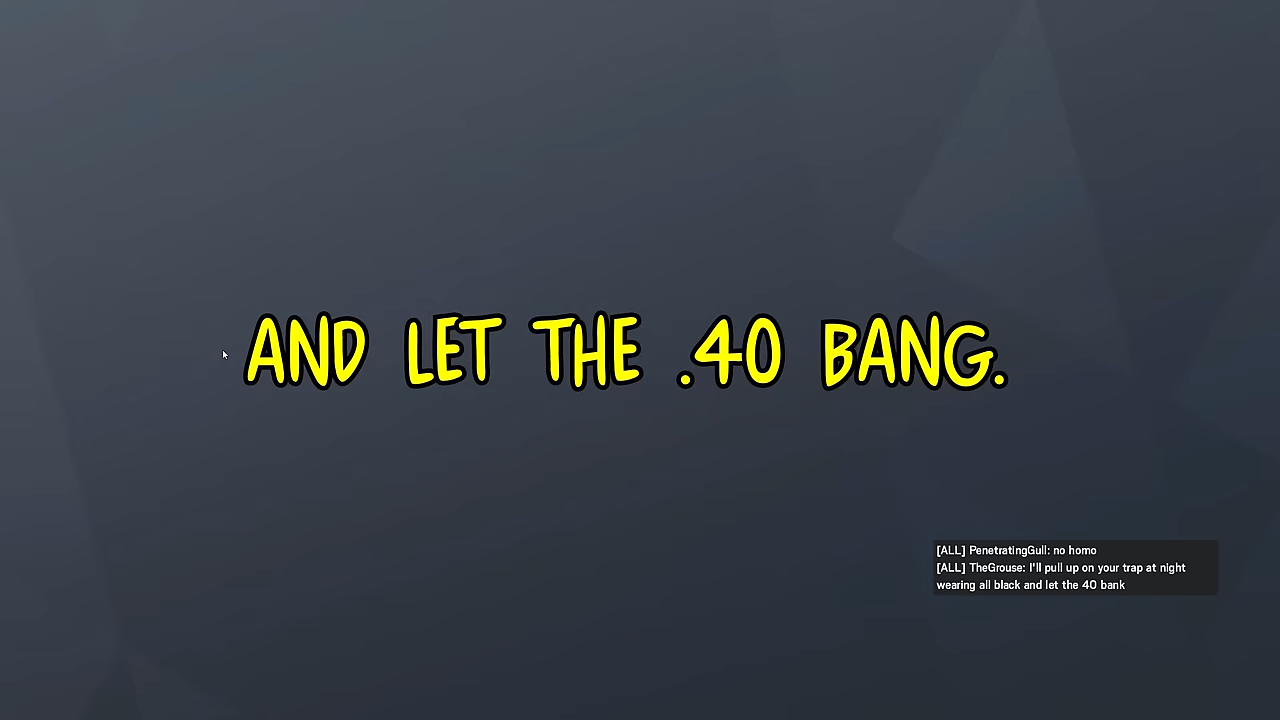 AND LET THE .40 BANG.
[ALL] PenetratingGull: no homo
[ALL] TheGrouse: I'll pull up on your trap at night
wearing all black and let the 40 bank